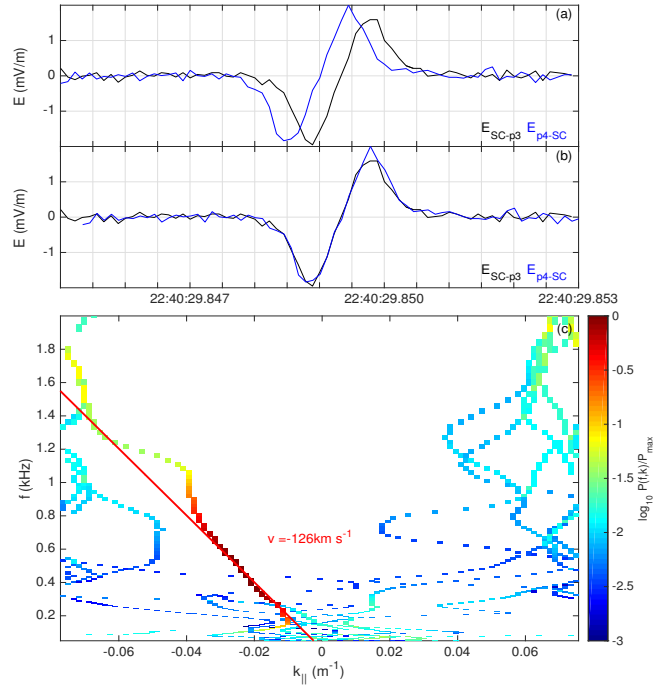 (a)
1
0
-1
E (mV/m)
E_SC-p3 E_p4-SC
(b)
1
0
-1
E (mV/m)
E_SC-p3 E_p4-SC
22:40:29.847 22:40:29.850 22:40:29.853
(c)
1.8
1.6
1.4
1.2
1
0.8
0.6
0.4
0.2
f (kHz)
v =-126km s^-1
-0.06 -0.04 -0.02 0 0.02 0.04 0.06
k_|| (m^-1)
0
-0.5
-1
-1.5
-2
-2.5
-3
log_10 P(f,k)/P_max